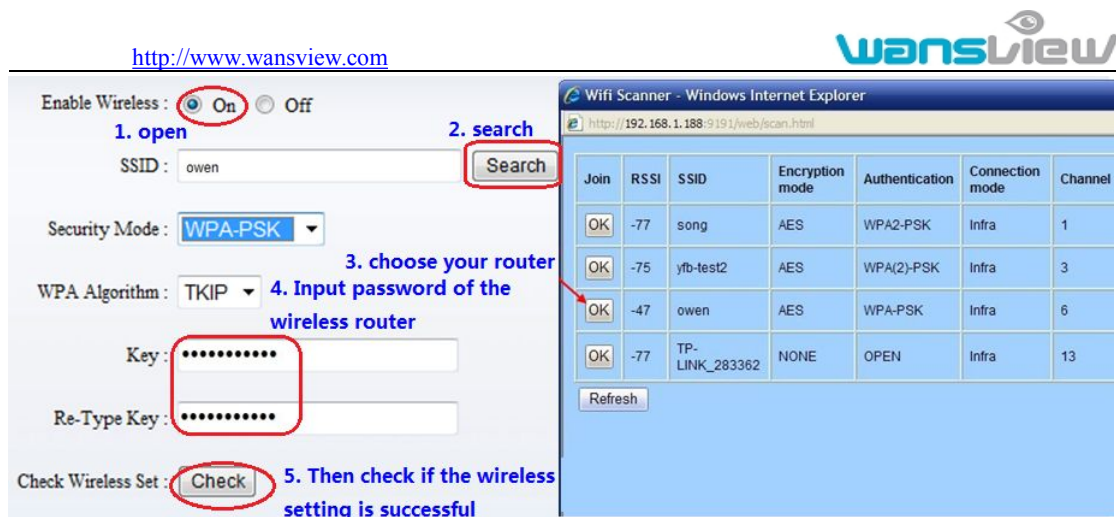 http://www.wansview.com
wansview
Enable Wireless : On Off
1. open
2. search
SSID : owen Search
Security Mode : WPA-PSK
3. choose your router
WPA Algorithm : TKIP
4. Input password of the
wireless router
Key : •••••••••••
Re-Type Key : •••••••••••
Check Wireless Set : Check
5. Then check if the wireless
setting is successful
Wifi Scanner - Windows Internet Explorer
http://192.168.1.188:9191/web/scan.html
Join RSSI SSID Encryption mode Authentication Connection mode Channel
OK -77 song AES WPA2-PSK Infra 1
OK -75 yfb-test2 AES WPA(2)-PSK Infra 3
OK -47 owen AES WPA-PSK Infra 6
OK -77 TP-LINK_283362 NONE OPEN Infra 13
Refresh